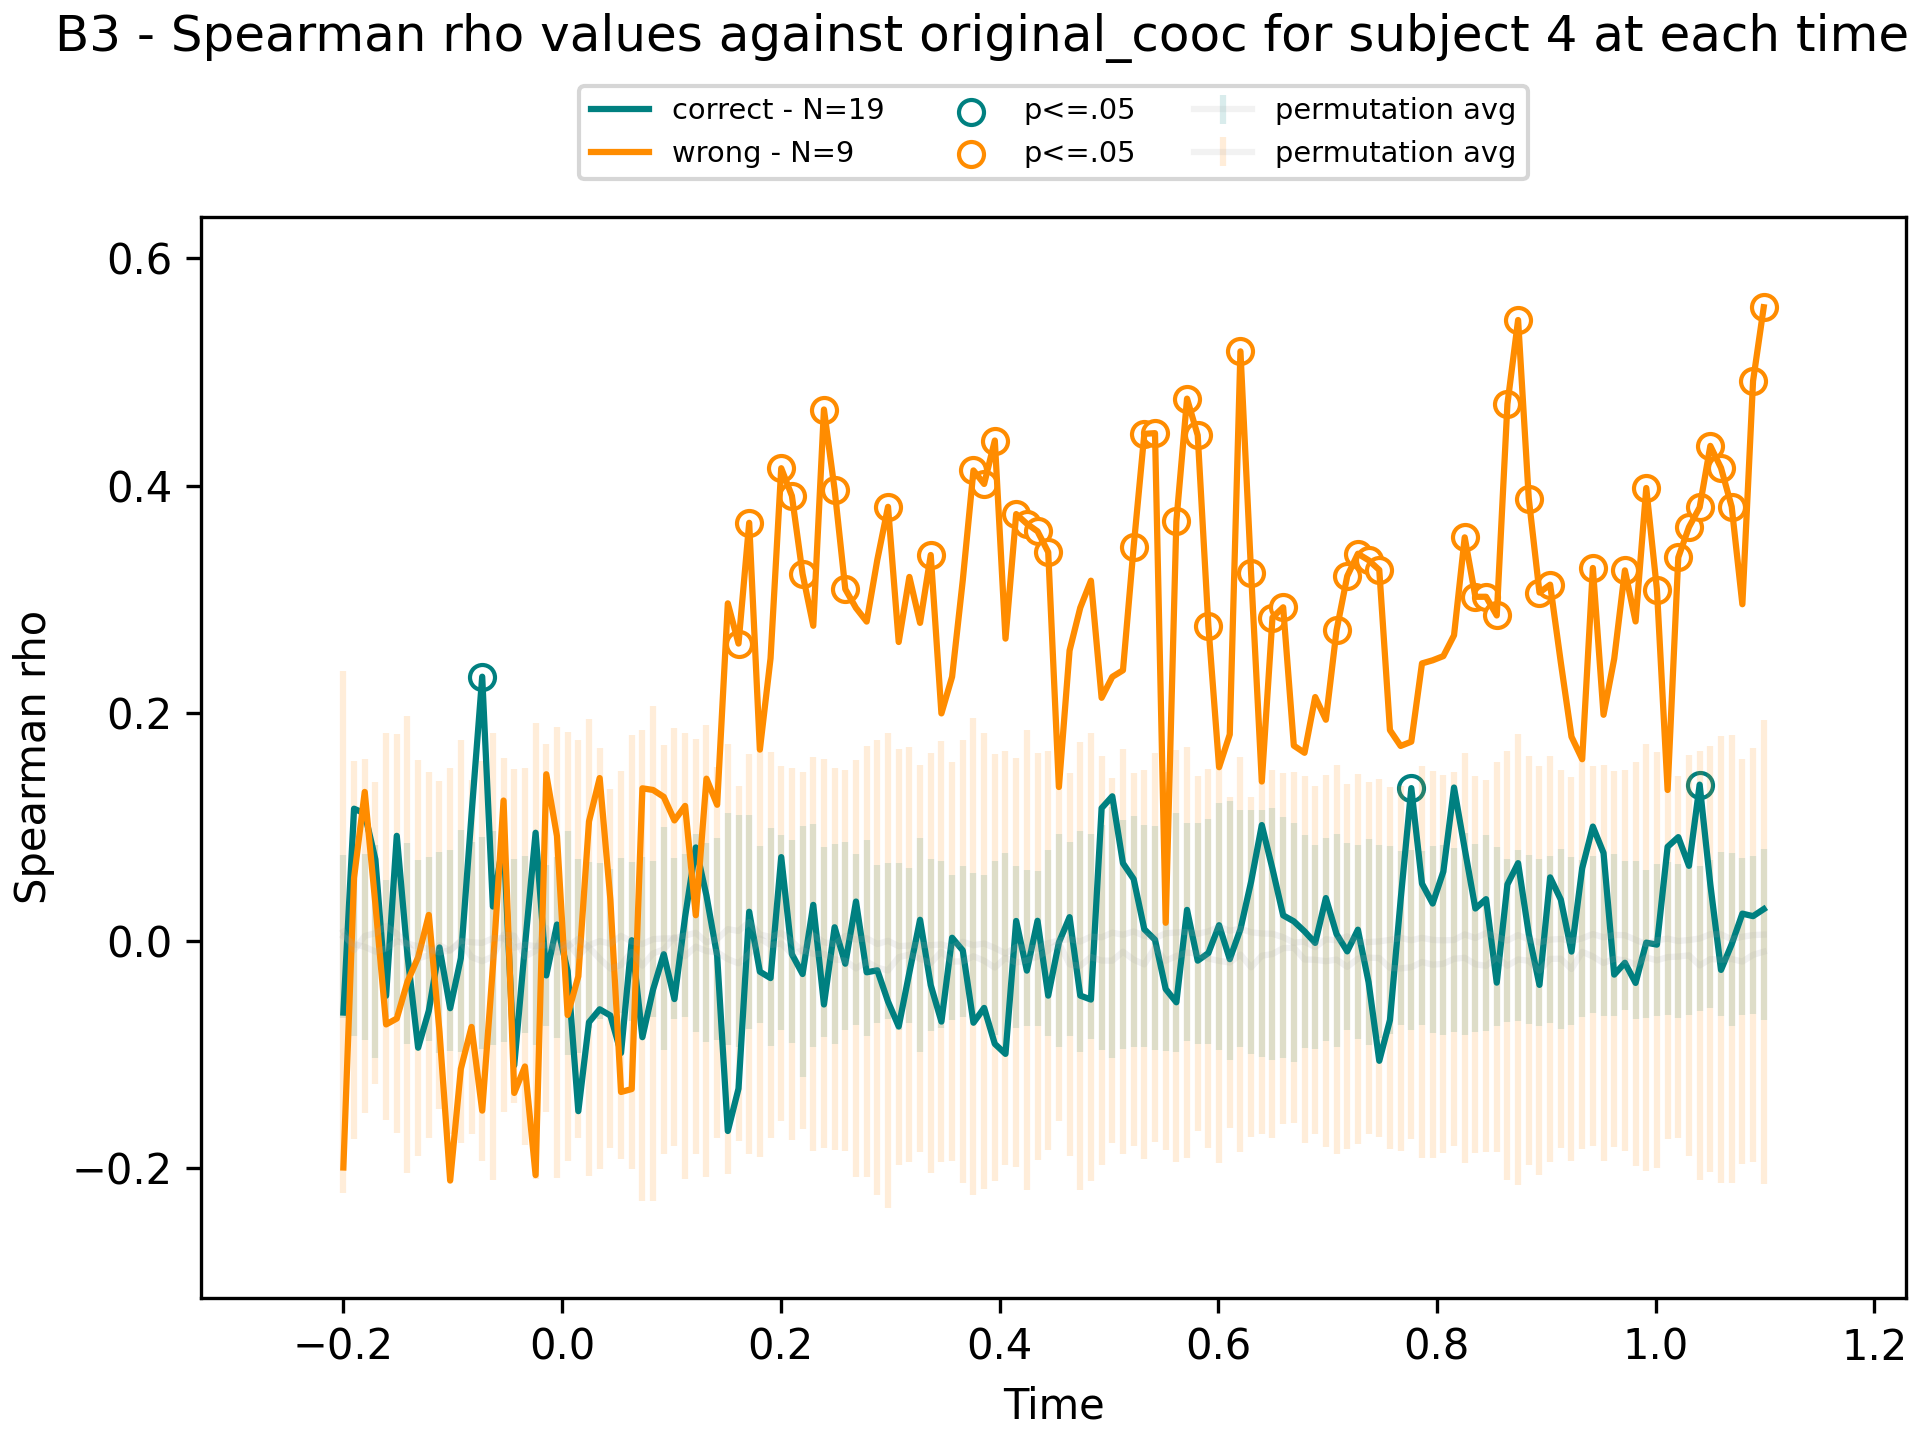 B3 - Spearman rho values against original_cooc for subject 4 at each time
correct - N=19
wrong - N=9
p<=.05
p<=.05
permutation avg
permutation avg
Spearman rho
0.6
0.4
0.2
0.0
−0.2
−0.2
0.0
0.2
0.4
0.6
0.8
1.0
1.2
Time